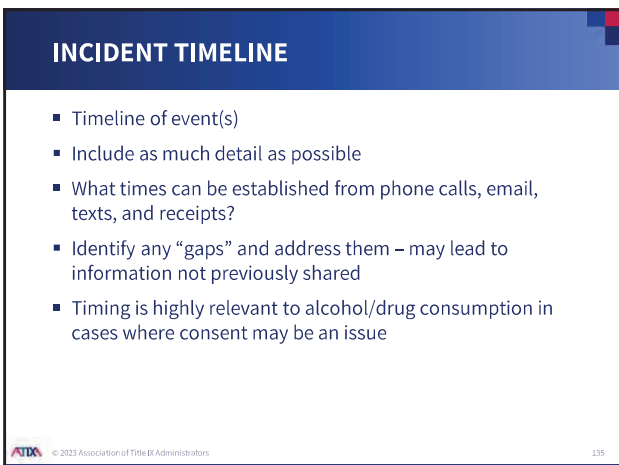 INCIDENT TIMELINE
▪ Timeline of event(s)
▪ Include as much detail as possible
▪ What times can be established from phone calls, email,
texts, and receipts?
▪ Identify any “gaps” and address them – may lead to
information not previously shared
▪ Timing is highly relevant to alcohol/drug consumption in
cases where consent may be an issue
ATIXA © 2023 Association of Title IX Administrators
135